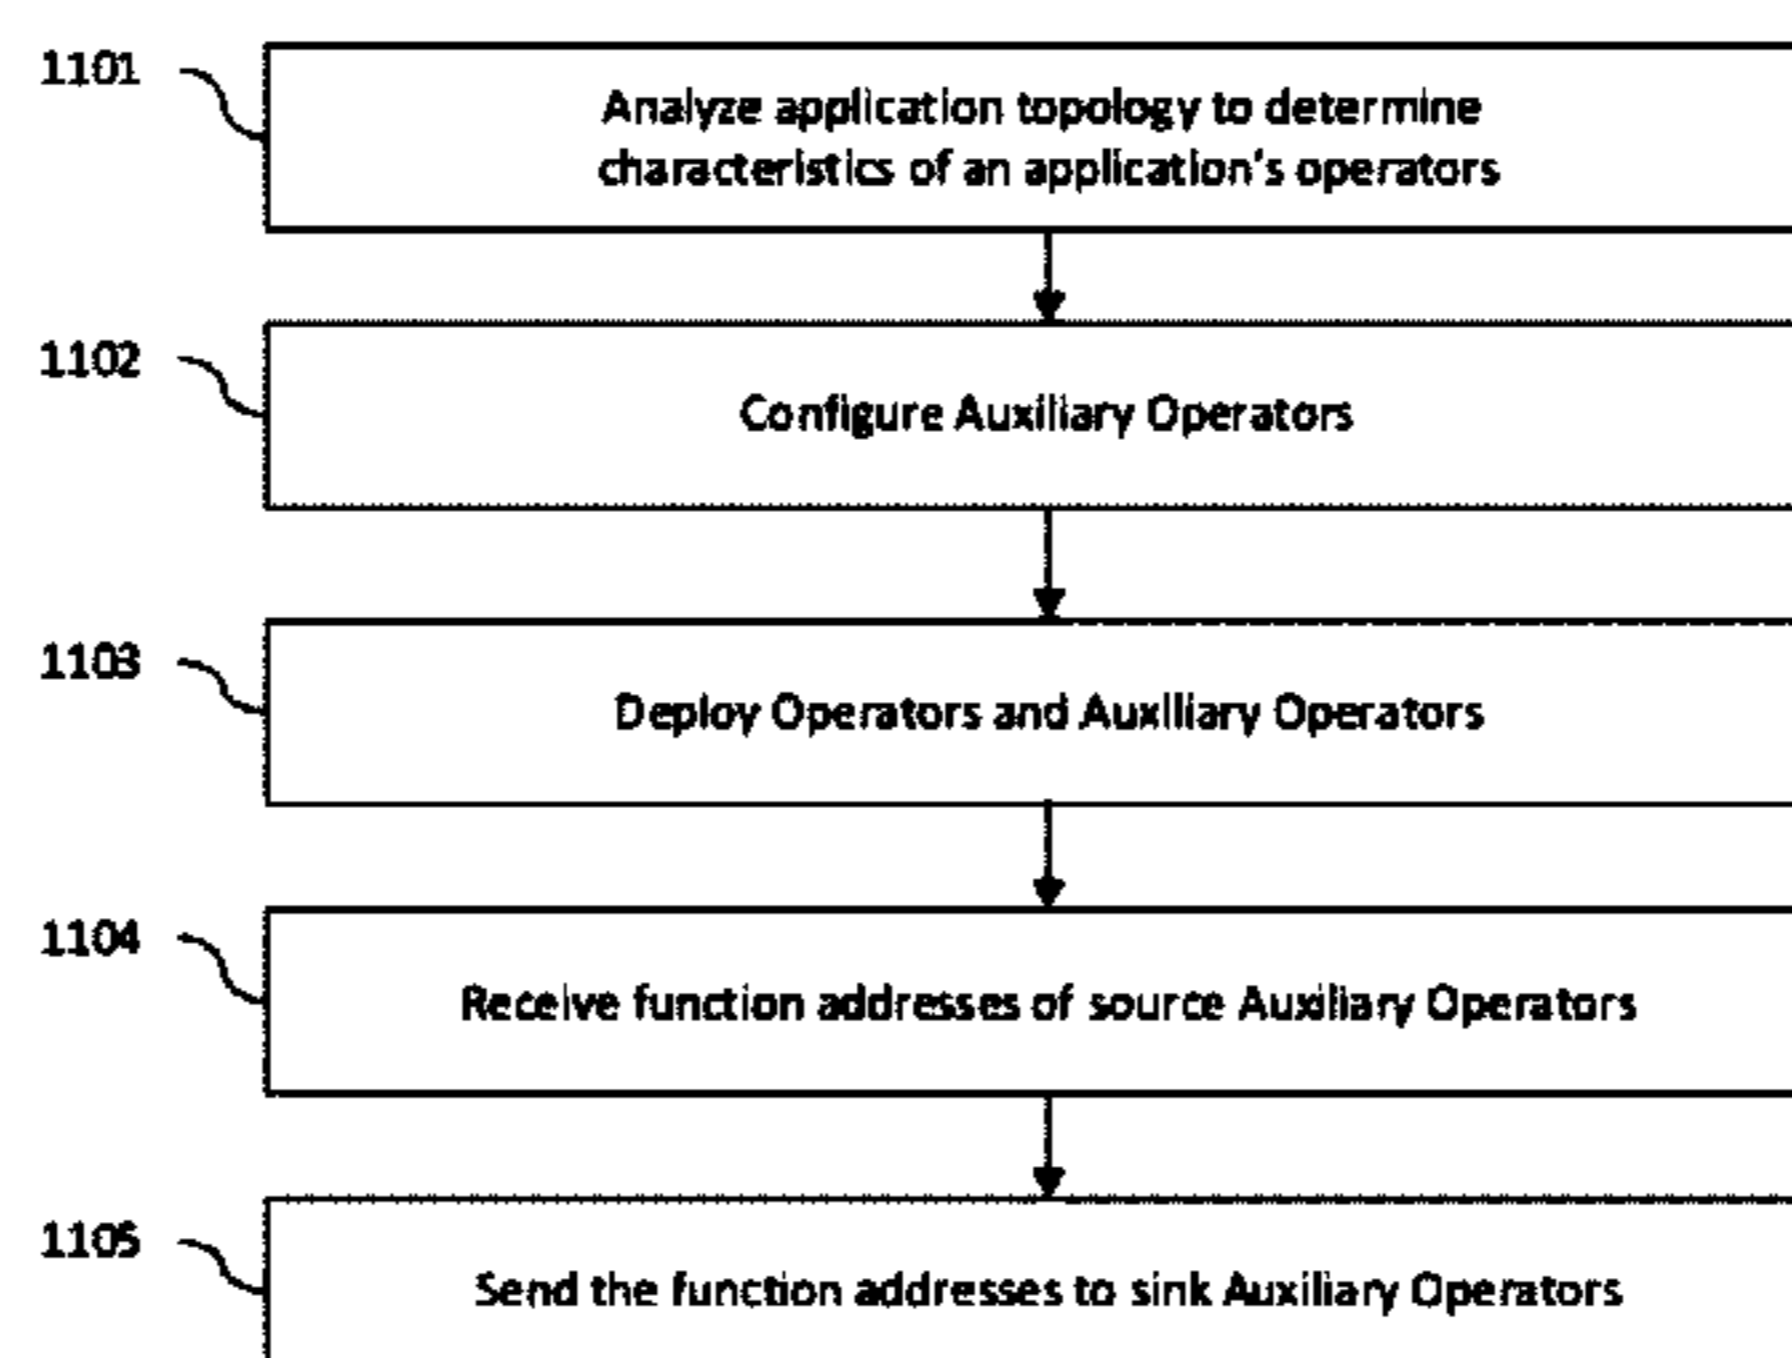 1101
Analyze application topology to determine
characteristics of an application's operators
1102
Configure Auxiliary Operators
1103
Deploy Operators and Auxiliary Operators
1104
Receive function addresses of source Auxiliary Operators
1105
Send the function addresses to sink Auxiliary Operators